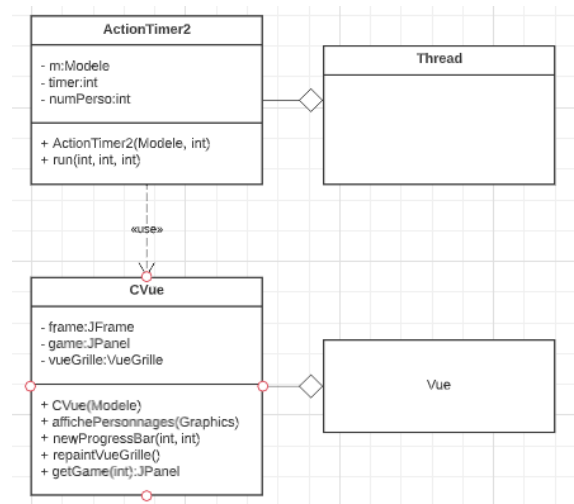 ActionTimer2
- m:Modele
- timer:int
- numPerso:int
+ ActionTimer2(Modele, int)
+ run(int, int, int)
Thread
«use»
CVue
- frame:JFrame
- game:JPanel
- vueGrille:VueGrille
+ CVue(Modele)
+ affichePersonnages(Graphics)
+ newProgressBar(int, int)
+ repaintVueGrille()
+ getGame(int):JPanel
Vue